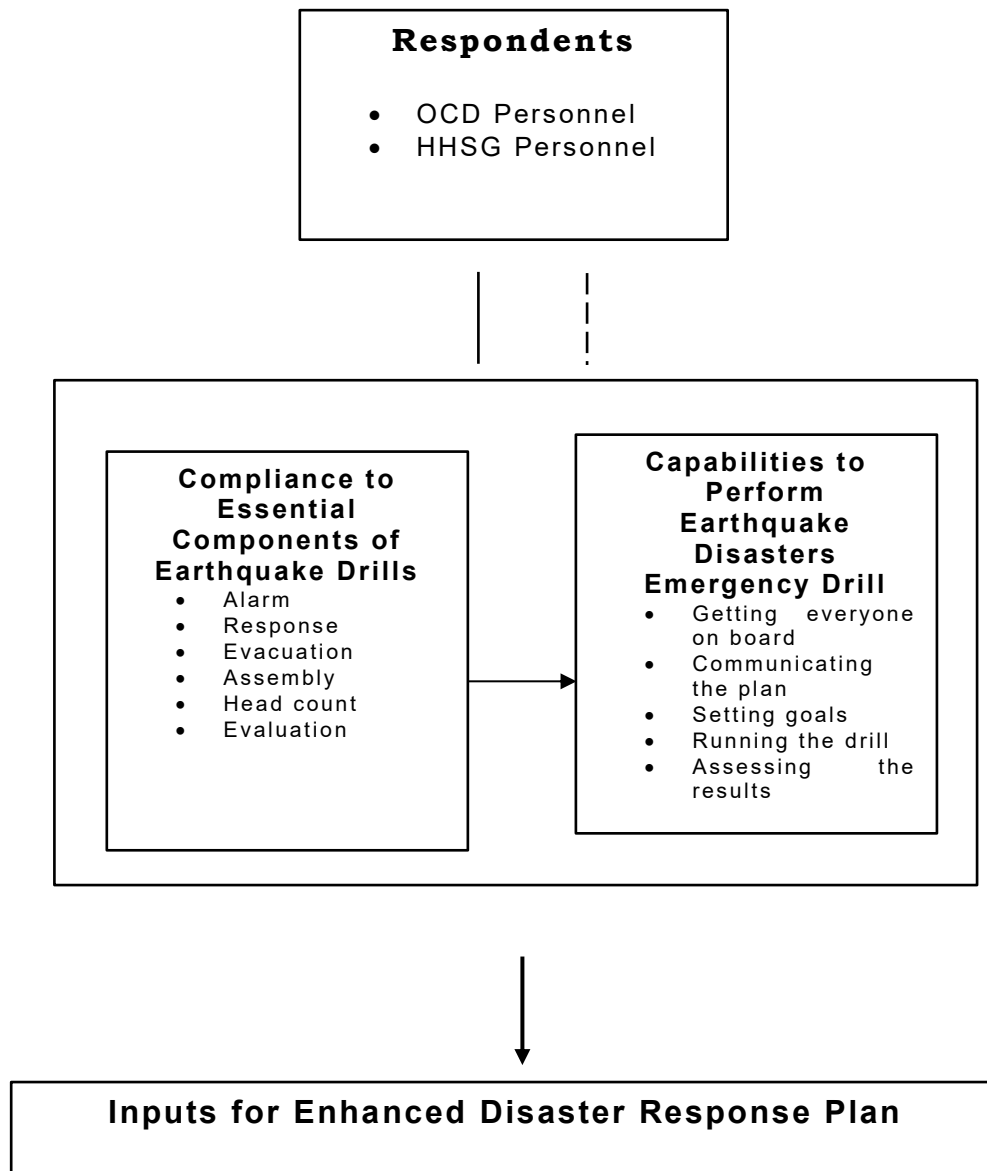 Respondents
• OCD Personnel
• HHSG Personnel
Compliance to
Essential
Components of
Earthquake Drills
• Alarm
• Response
• Evacuation
• Assembly
• Head count
• Evaluation
Capabilities to
Perform
Earthquake
Disasters
Emergency Drill
• Getting everyone
on board
• Communicating
the plan
• Setting goals
• Running the drill
• Assessing the
results
Inputs for Enhanced Disaster Response Plan